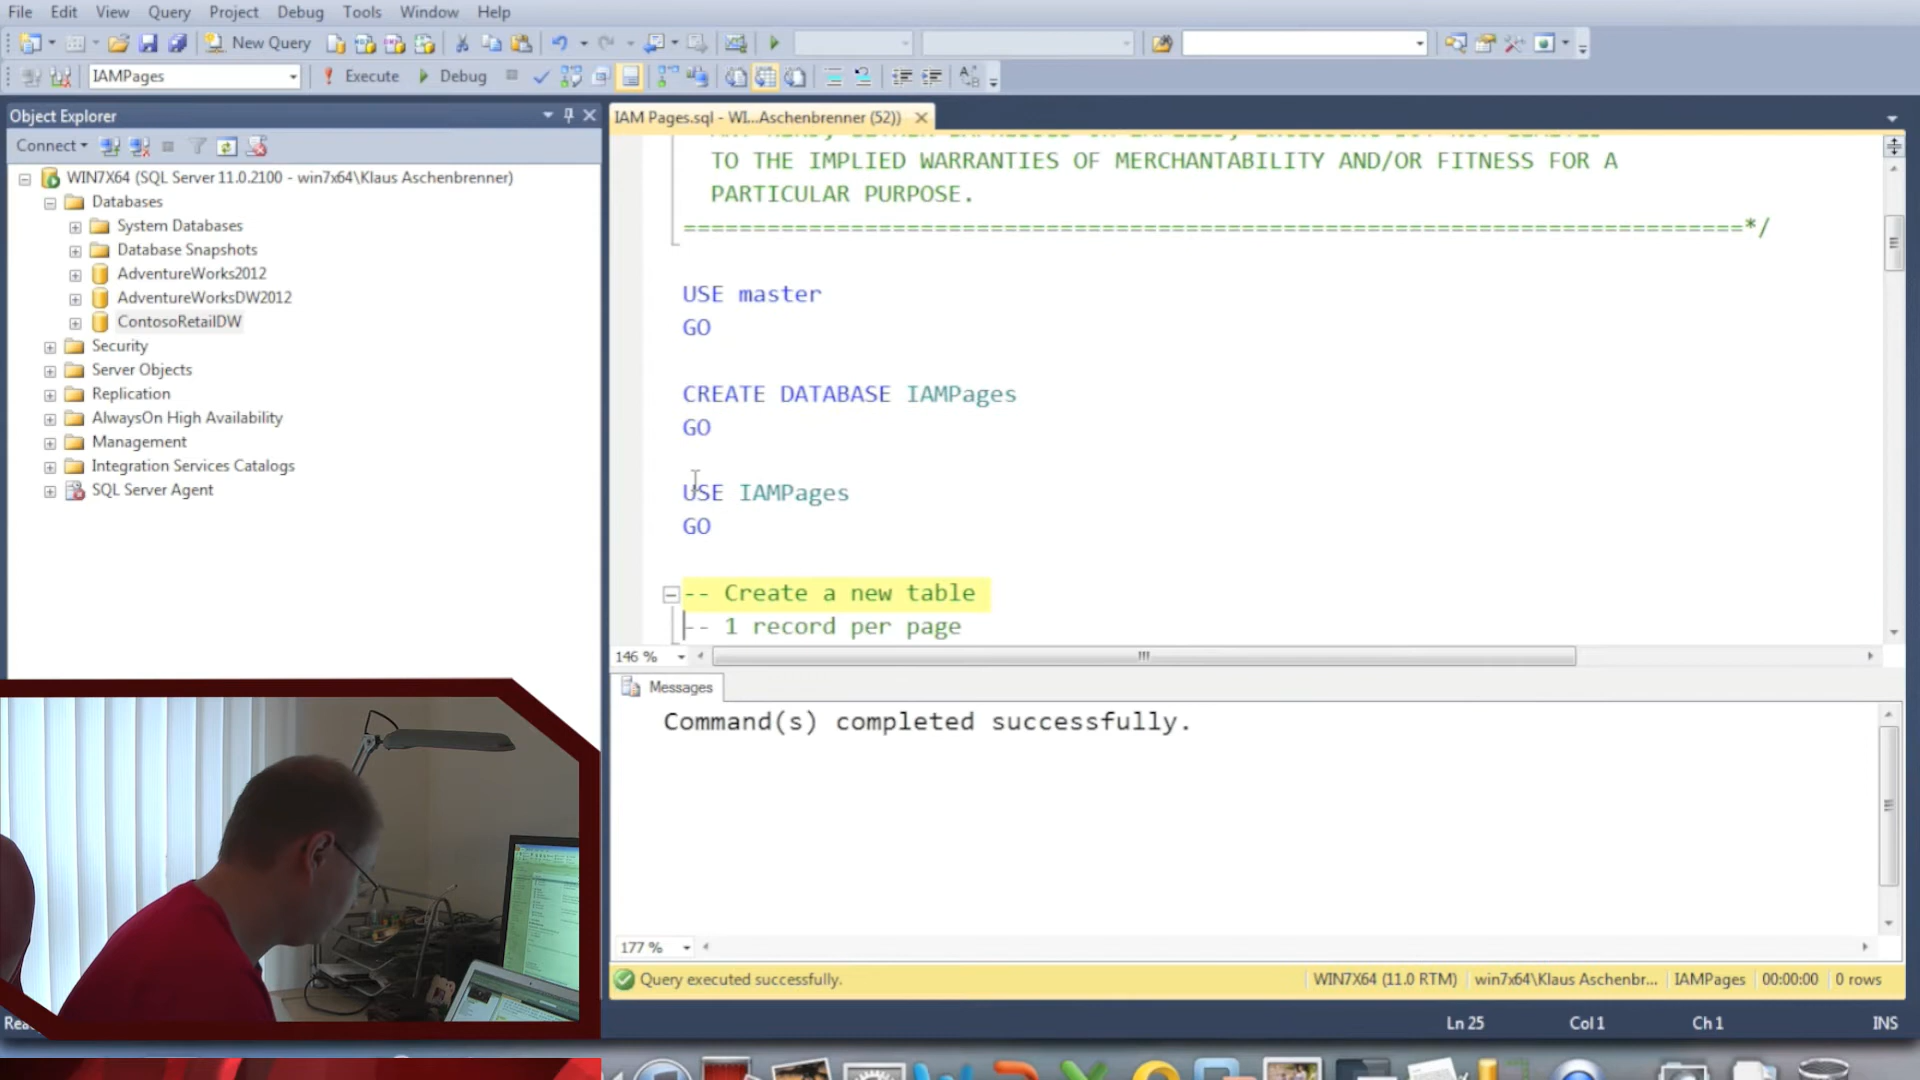 File Edit View Query Project Debug Tools Window Help
New Query
IAMPages Execute Debug
Object Explorer
Connect
WIN7X64 (SQL Server 11.0.2100 - win7x64\Klaus Aschenbrenner)
Databases
System Databases
Database Snapshots
AdventureWorks2012
AdventureWorksDW2012
ContosoRetailDW
Security
Server Objects
Replication
AlwaysOn High Availability
Management
Integration Services Catalogs
SQL Server Agent
IAM Pages.sql - WI...Aschenbrenner (52))
TO THE IMPLIED WARRANTIES OF MERCHANTABILITY AND/OR FITNESS FOR A
PARTICULAR PURPOSE.
============================================================================*/
USE master
GO
CREATE DATABASE IAMPages
GO
USE IAMPages
GO
-- Create a new table
-- 1 record per page
146 %
Messages
Command(s) completed successfully.
177 %
Query executed successfully. WIN7X64 (11.0 RTM) win7x64\Klaus Aschenbr... IAMPages 00:00:00 0 rows
Ln 25 Col 1 Ch 1 INS